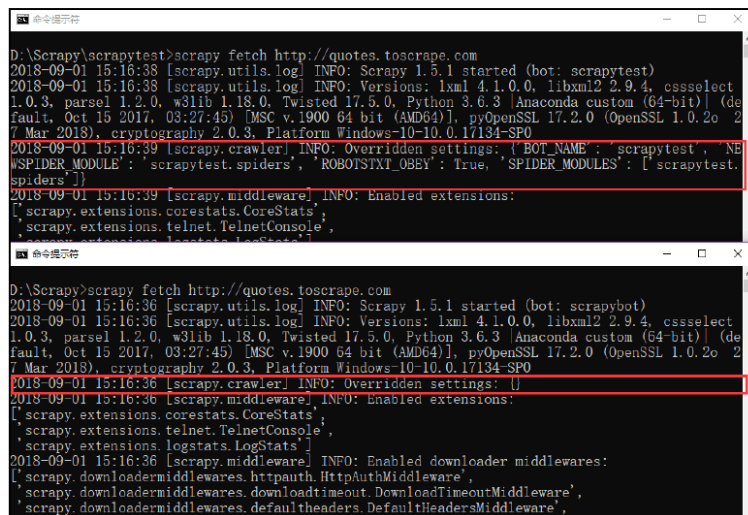 命令提示符
D:\Scrapy\scrapytest>scrapy fetch http://quotes.toscrape.com
2018-09-01 15:16:38 [scrapy.utils.log] INFO: Scrapy 1.5.1 started (bot: scrapytest)
2018-09-01 15:16:38 [scrapy.utils.log] INFO: Versions: lxml 4.1.0.0, libxml2 2.9.4, cssselect
1.0.3, parsel 1.2.0, w3lib 1.18.0, Twisted 17.5.0, Python 3.6.3 |Anaconda custom (64-bit)| (de
fault, Oct 15 2017, 03:27:45) [MSC v.1900 64 bit (AMD64)], pyOpenSSL 17.2.0 (OpenSSL 1.0.2o  2
7 Mar 2018), cryptography 2.0.3, Platform Windows-10-10.0.17134-SP0
2018-09-01 15:16:39 [scrapy.crawler] INFO: Overridden settings: {'BOT_NAME': 'scrapytest', 'NE
WSPIDER_MODULE': 'scrapytest.spiders', 'ROBOTSTXT_OBEY': True, 'SPIDER_MODULES': ['scrapytest.
spiders']}
2018-09-01 15:16:39 [scrapy.middleware] INFO: Enabled extensions:
['scrapy.extensions.corestats.CoreStats',
'scrapy.extensions.telnet.TelnetConsole',
'scrapy.extensions.logstats.LogStats']
命令提示符
D:\Scrapy>scrapy fetch http://quotes.toscrape.com
2018-09-01 15:16:36 [scrapy.utils.log] INFO: Scrapy 1.5.1 started (bot: scrapybot)
2018-09-01 15:16:36 [scrapy.utils.log] INFO: Versions: lxml 4.1.0.0, libxml2 2.9.4, cssselect
1.0.3, parsel 1.2.0, w3lib 1.18.0, Twisted 17.5.0, Python 3.6.3 |Anaconda custom (64-bit)| (de
fault, Oct 15 2017, 03:27:45) [MSC v.1900 64 bit (AMD64)], pyOpenSSL 17.2.0 (OpenSSL 1.0.2o  2
7 Mar 2018), cryptography 2.0.3, Platform Windows-10-10.0.17134-SP0
2018-09-01 15:16:36 [scrapy.crawler] INFO: Overridden settings: {}
2018-09-01 15:16:36 [scrapy.middleware] INFO: Enabled extensions:
['scrapy.extensions.corestats.CoreStats',
'scrapy.extensions.telnet.TelnetConsole',
'scrapy.extensions.logstats.LogStats']
2018-09-01 15:16:36 [scrapy.middleware] INFO: Enabled downloader middlewares:
['scrapy.downloadermiddlewares.httpauth.HttpAuthMiddleware',
'scrapy.downloadermiddlewares.downloadtimeout.DownloadTimeoutMiddleware',
'scrapy.downloadermiddlewares.defaultheaders.DefaultHeadersMiddleware',